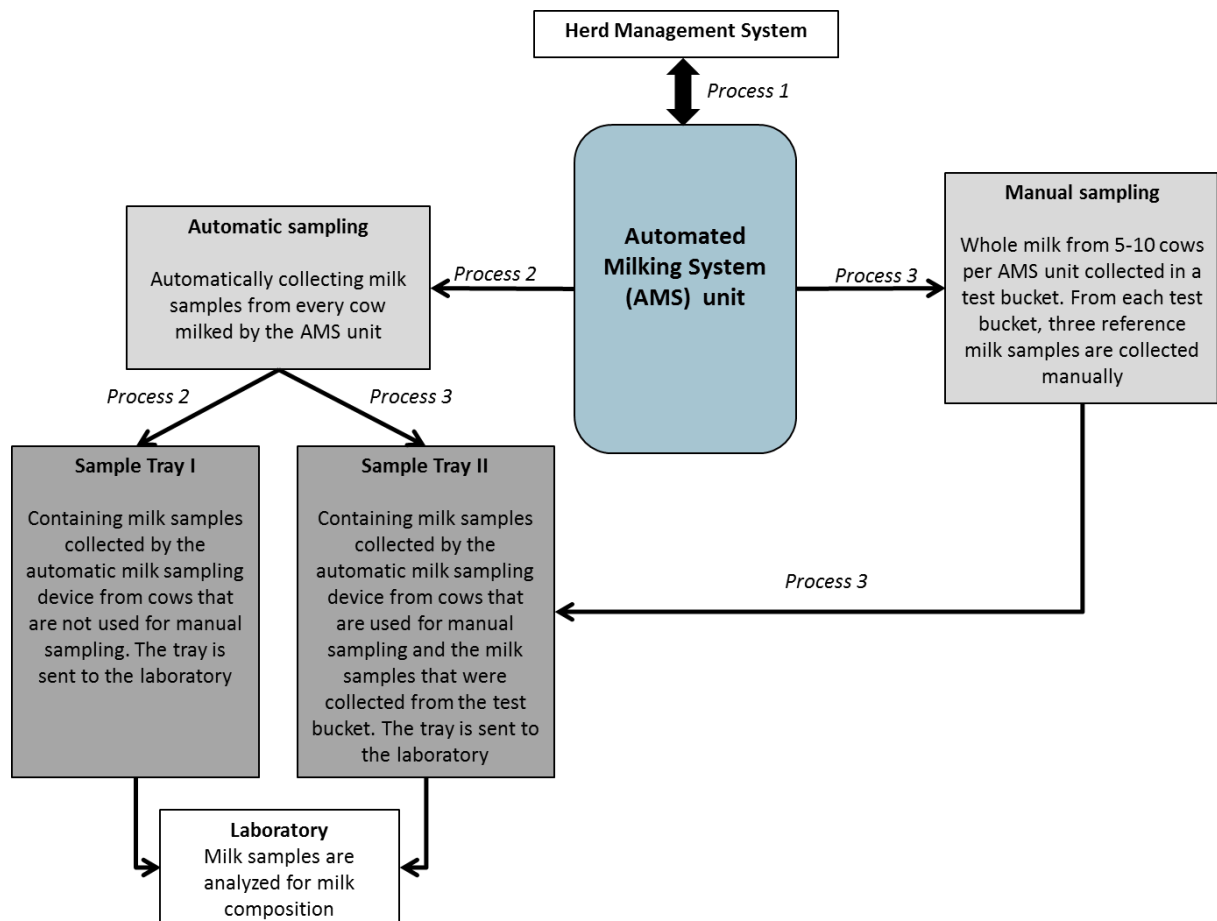 Herd Management System
Process 1
Automated
Milking System
(AMS) unit
Process 2
Automatic sampling
Automatically collecting milk
samples from every cow
milked by the AMS unit
Process 3
Manual sampling
Whole milk from 5-10 cows
per AMS unit collected in a
test bucket. From each test
bucket, three reference
milk samples are collected
manually
Process 2
Process 3
Sample Tray I
Containing milk samples
collected by the
automatic milk sampling
device from cows that
are not used for manual
sampling. The tray is
sent to the laboratory
Sample Tray II
Containing milk samples
collected by the
automatic milk sampling
device from cows that
are used for manual
sampling and the milk
samples that were
collected from the test
bucket. The tray is sent to
the laboratory
Process 3
Laboratory
Milk samples are
analyzed for milk
composition